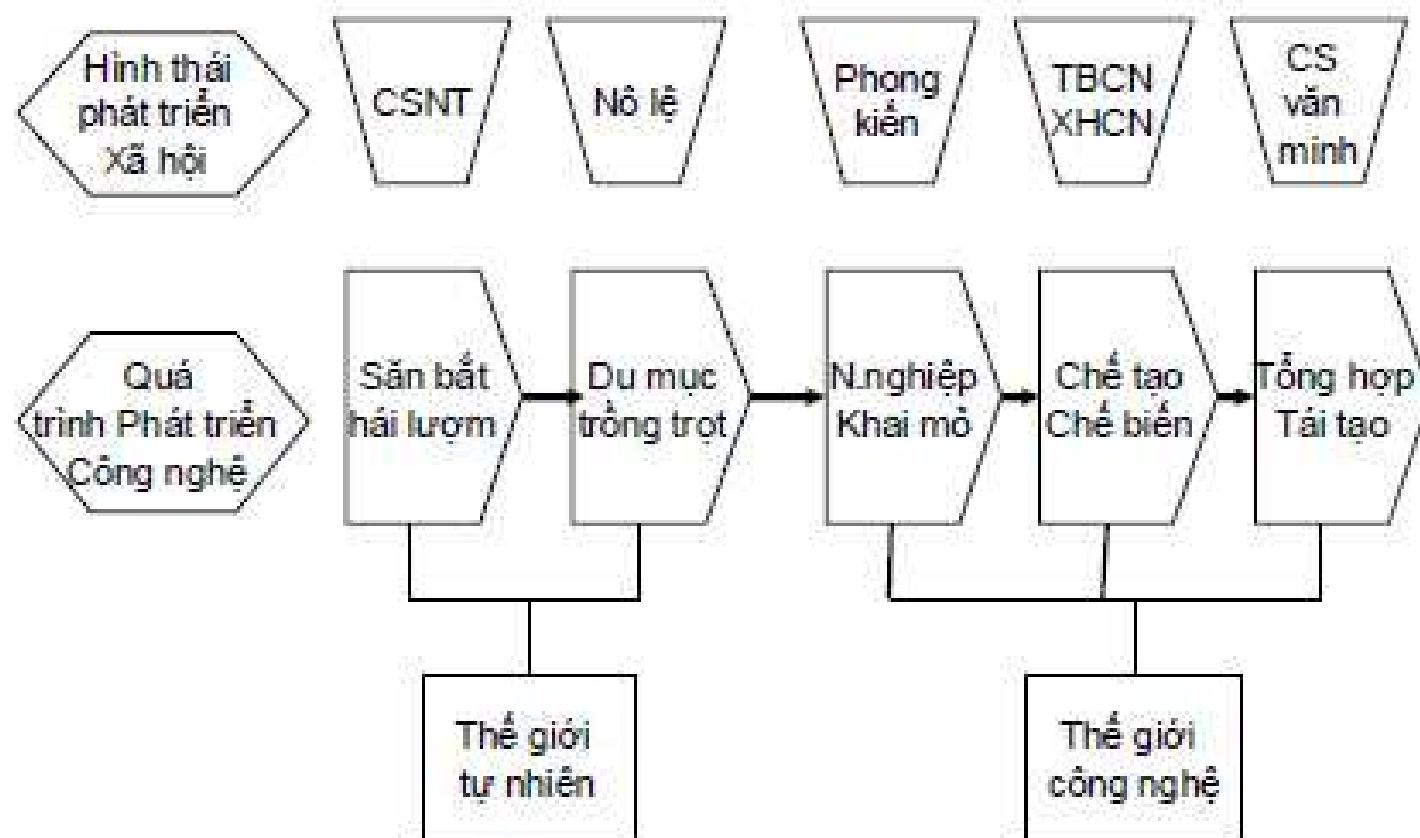 Hình thái
phát triển
Xã hội
CSNT
Nô lệ
Phong
kiến
TBCN
XHCN
CS
văn
minh
Quá
trình Phát triển
Công nghệ
Săn bắt
hái lượm
Du mục
trồng trọt
N.nghiệp
Khai mỏ
Chế tạo
Chế biến
Tổng hợp
Tái tạo
Thế giới
tự nhiên
Thế giới
công nghệ